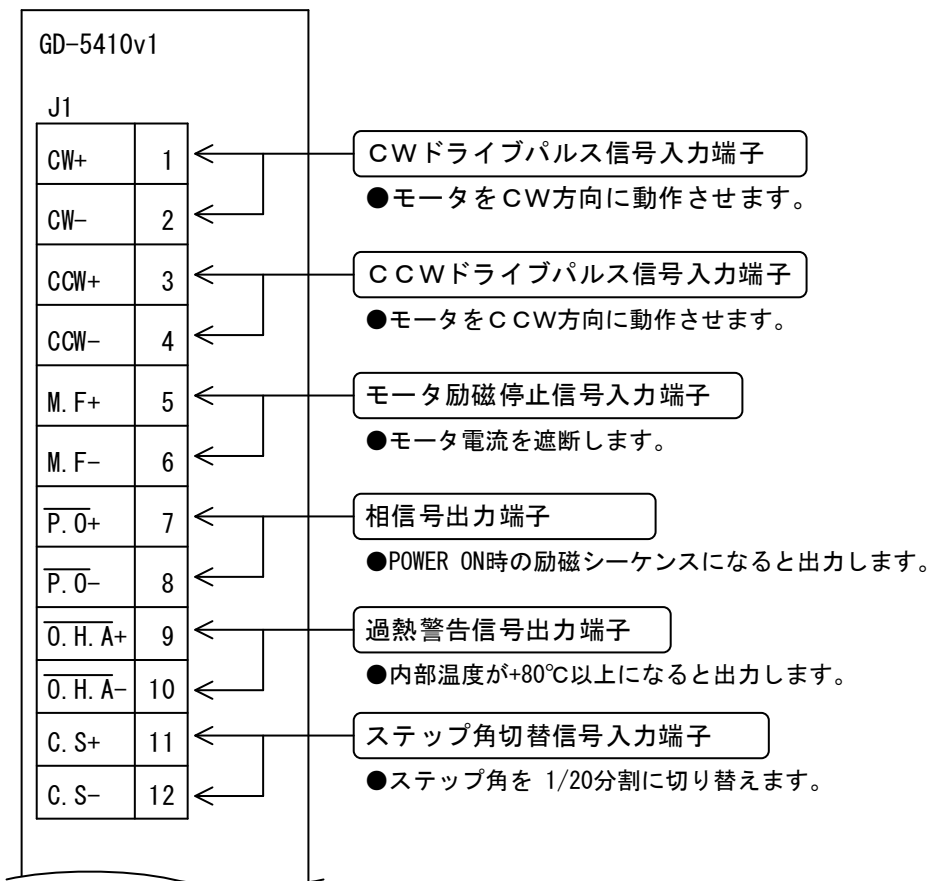 GD-5410v1
J1
CW+ 1
CWドライブパルス信号入力端子
●モータをCW方向に動作させます。
CW- 2
CCW+ 3
CCWドライブパルス信号入力端子
●モータをCCW方向に動作させます。
CCW- 4
M.F+ 5
モータ励磁停止信号入力端子
●モータ電流を遮断します。
M.F- 6
P.O+ 7
相信号出力端子
●POWER ON時の励磁シーケンスになると出力します。
P.O- 8
O.H.A+ 9
過熱警告信号出力端子
●内部温度が+80℃以上になると出力します。
O.H.A- 10
C.S+ 11
ステップ角切替信号入力端子
●ステップ角を 1/20分割に切り替えます。
C.S- 12